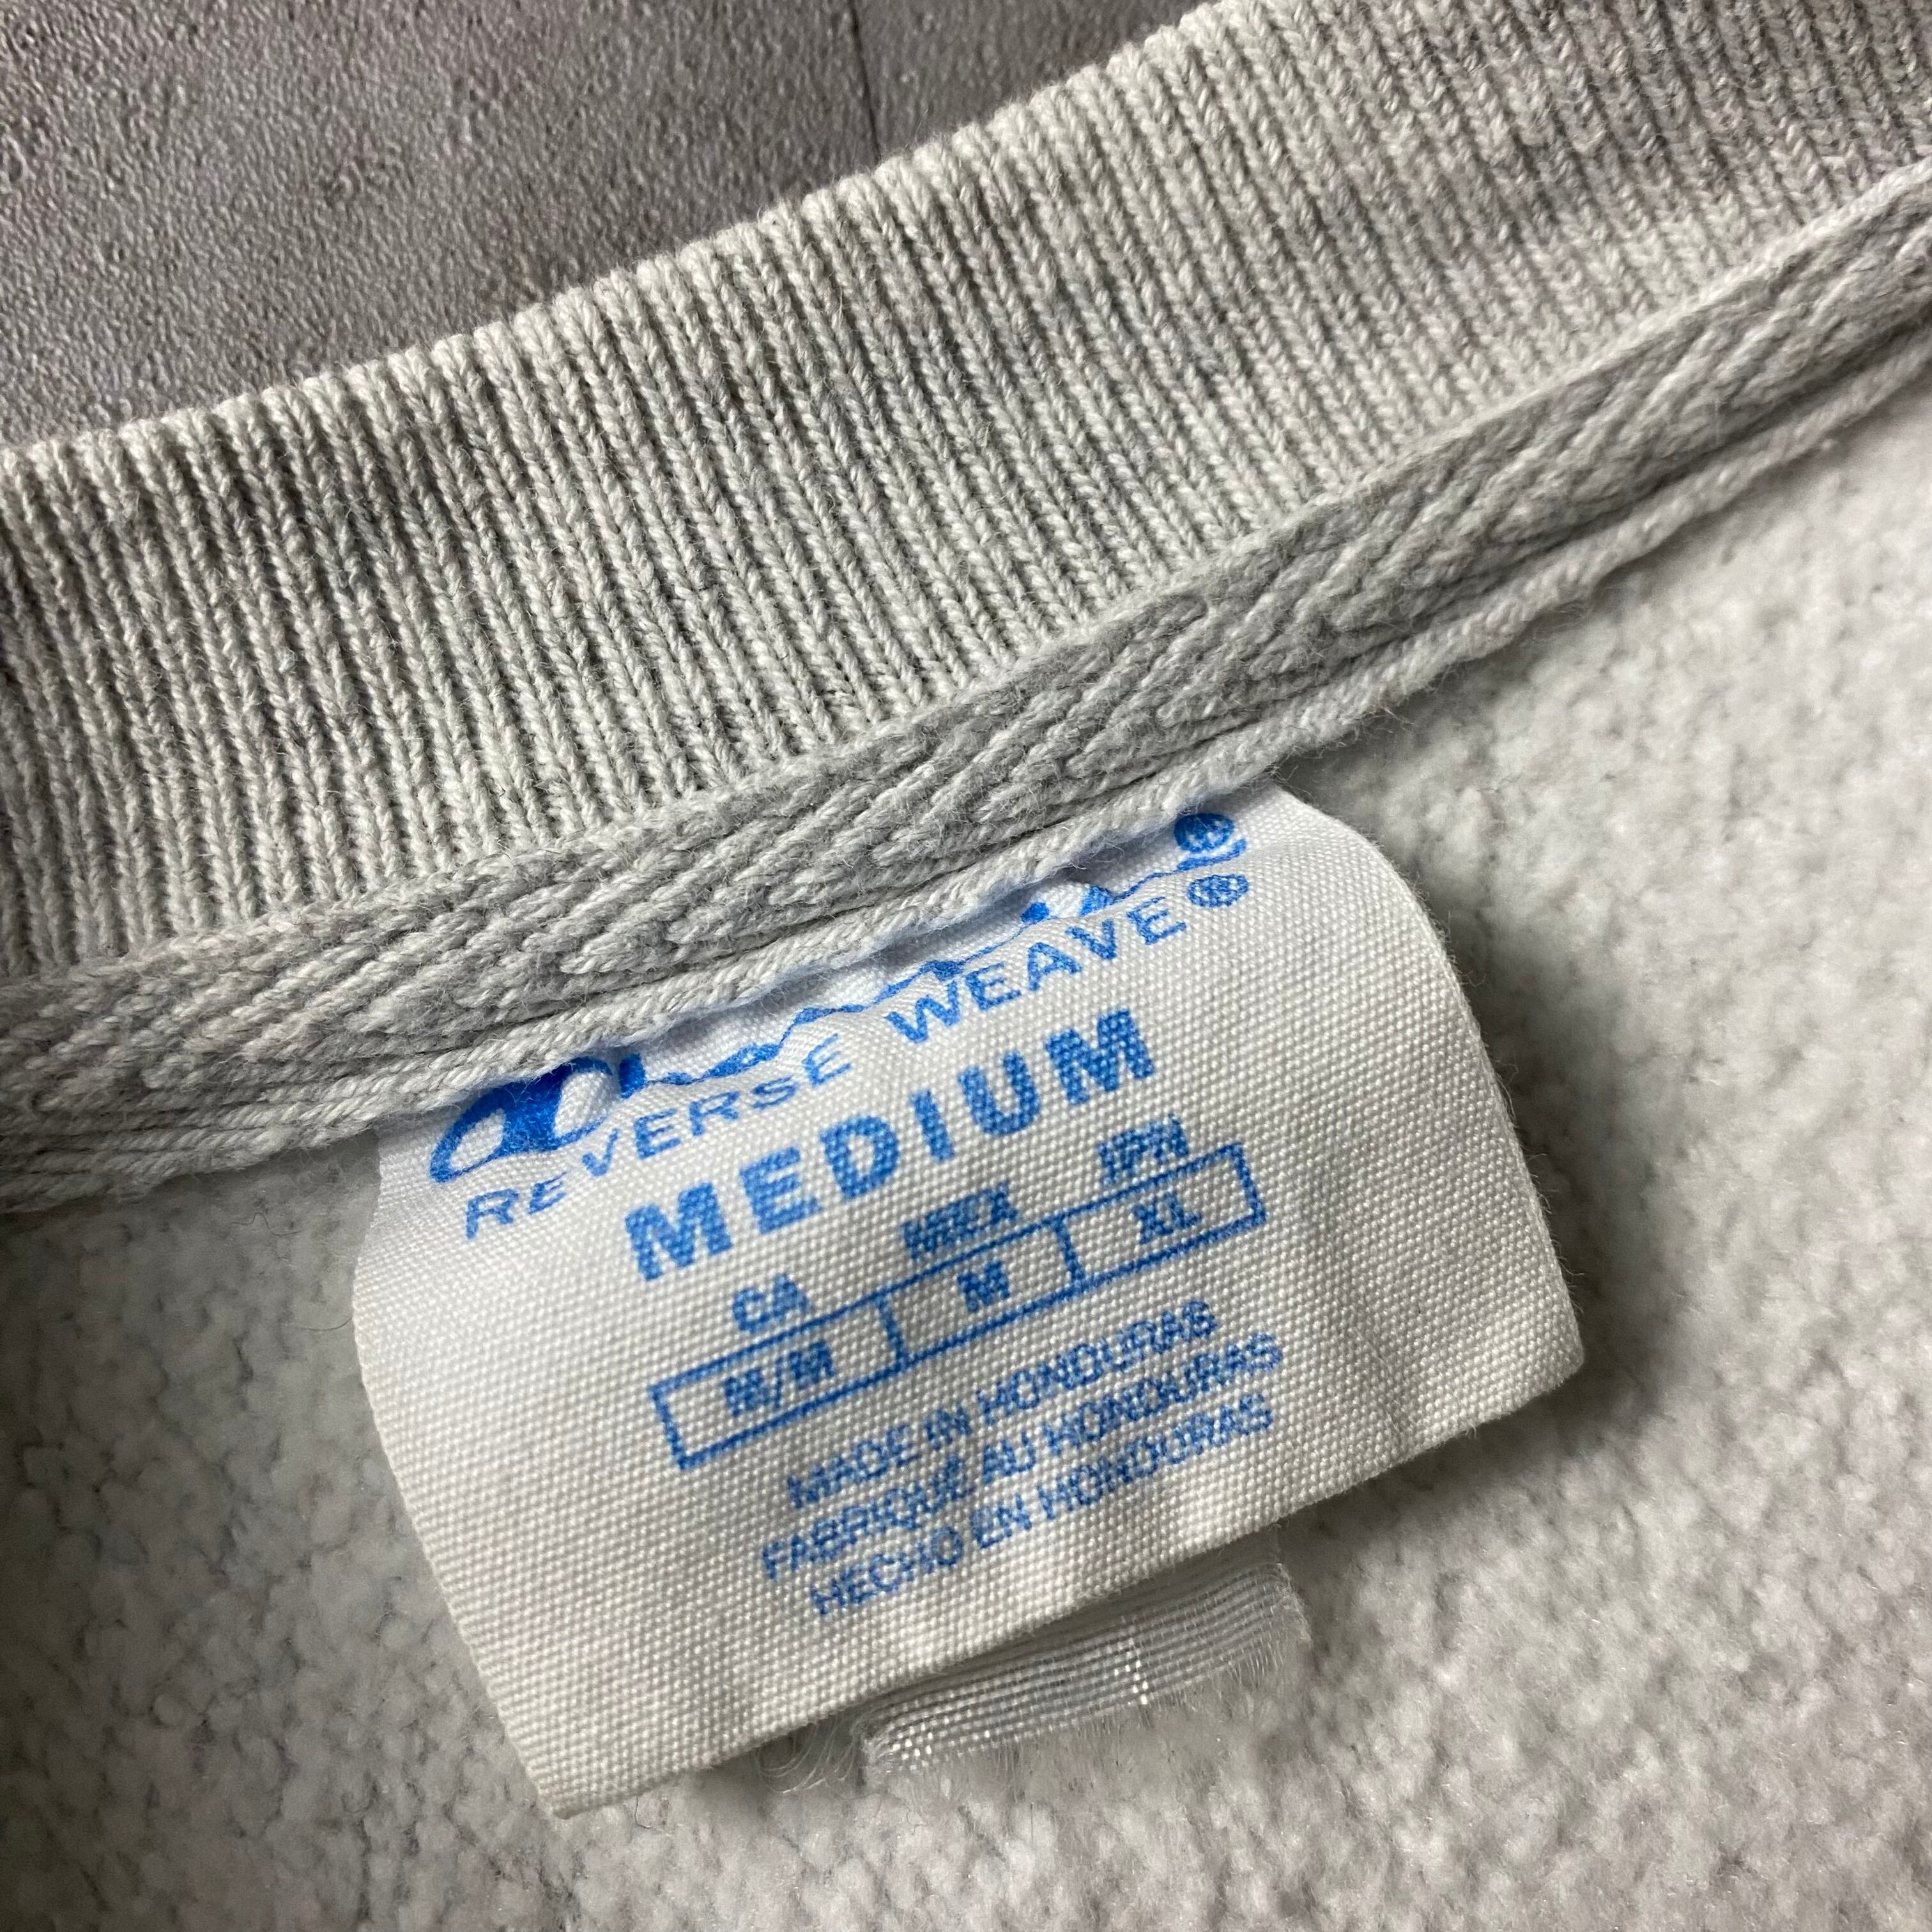 REVERSE WEAVE®
MEDIUM
CA MEX JPN
M/M M XL
MADE IN HONDURAS
FABRIQUÉ AU HONDURAS
HECHO EN HONDURAS